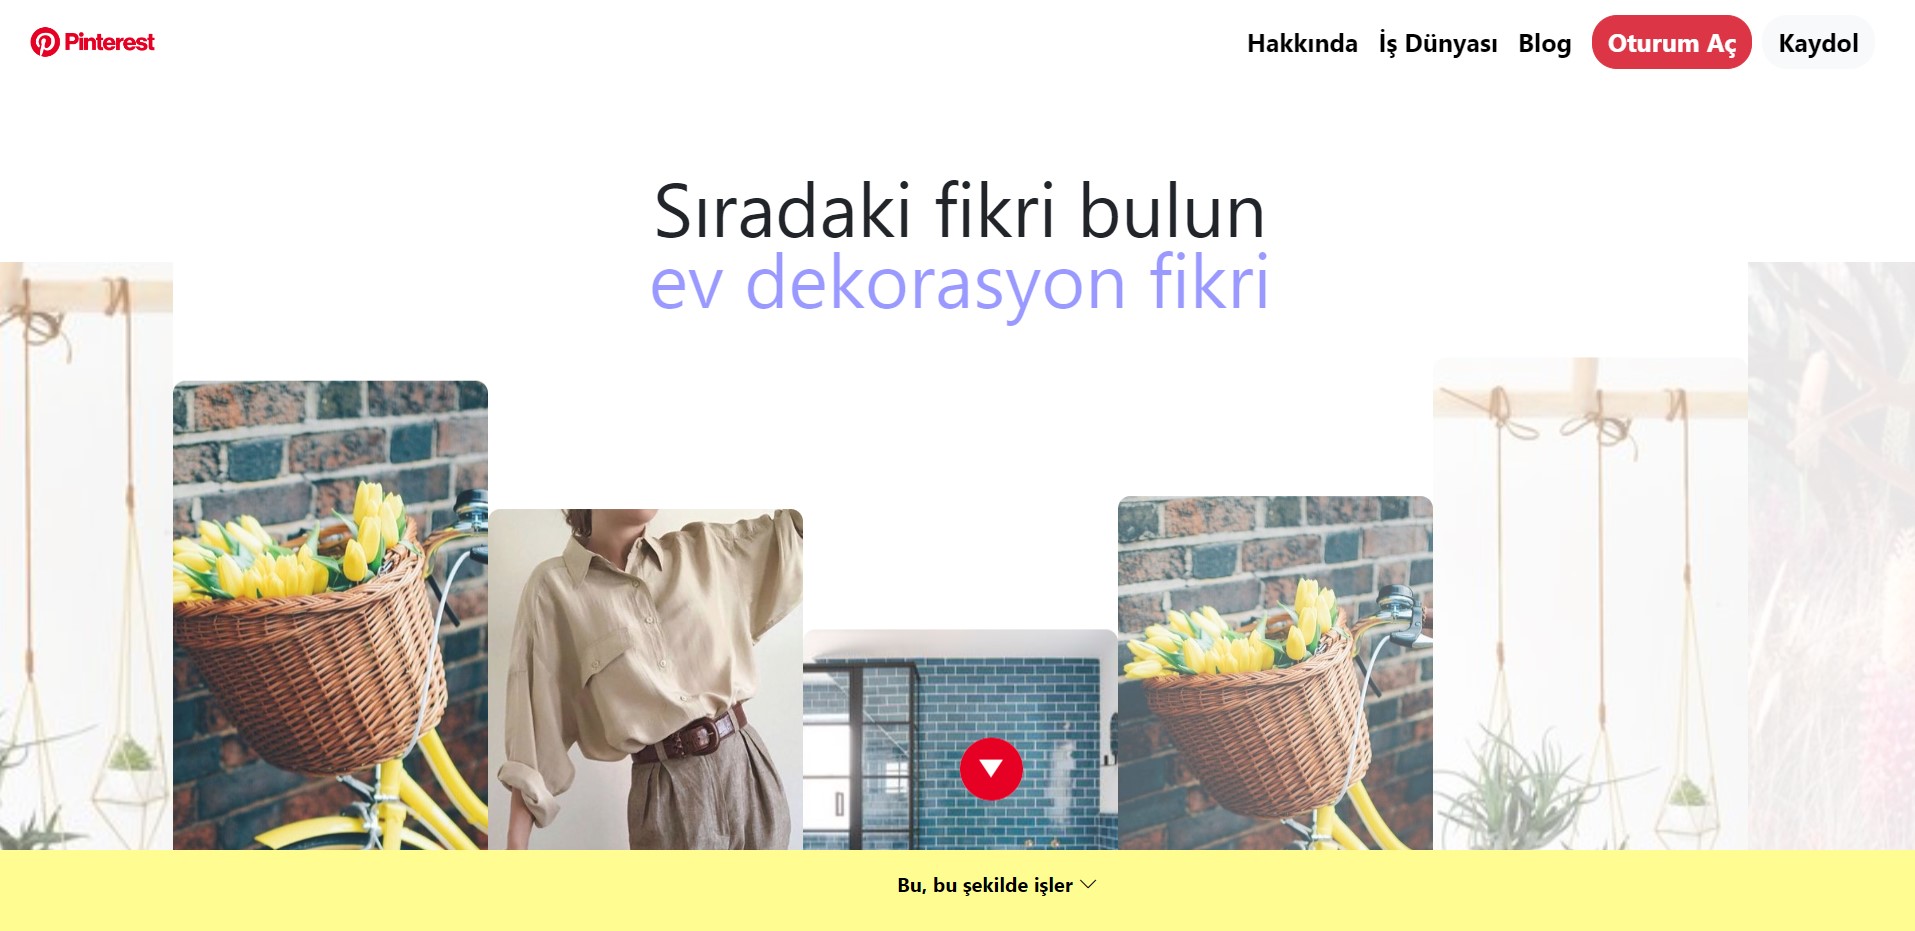 Pinterest
Hakkında İş Dünyası Blog Oturum Aç Kaydol
Sıradaki fikri bulun
ev dekorasyon fikri
Bu, bu şekilde işler